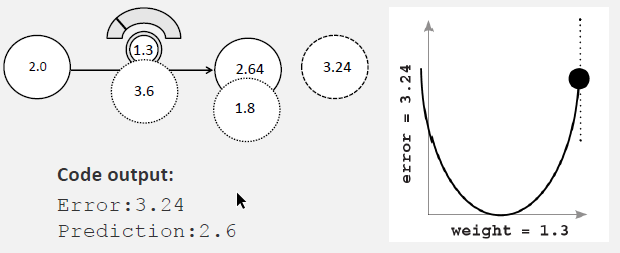 1.3
2.0
2.64
3.24
3.6
1.8
Code output:
Error:3.24
Prediction:2.6
error = 3.24
weight = 1.3